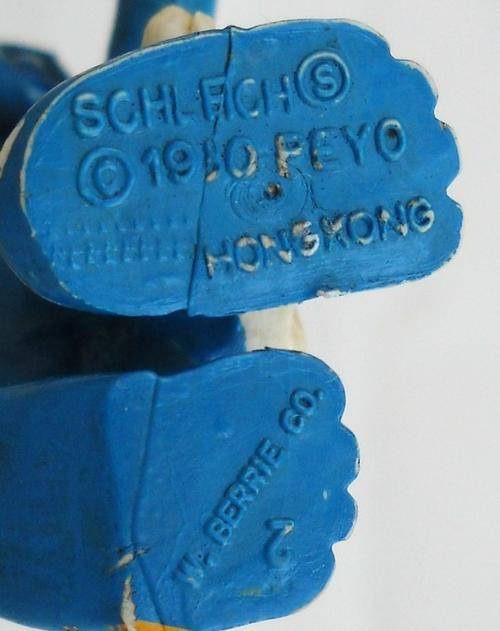 SCHLEICH Ⓢ
© 1980 PEYO
HONG KONG
W. BERRIE CO.
2